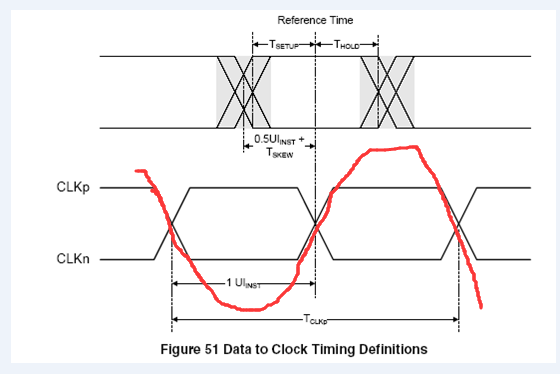 Reference Time
TSETUP THOLD
0.5UIINST +
TSKEW
CLKp
CLKn
1 UIINST
TCLKp
Figure 51 Data to Clock Timing Definitions